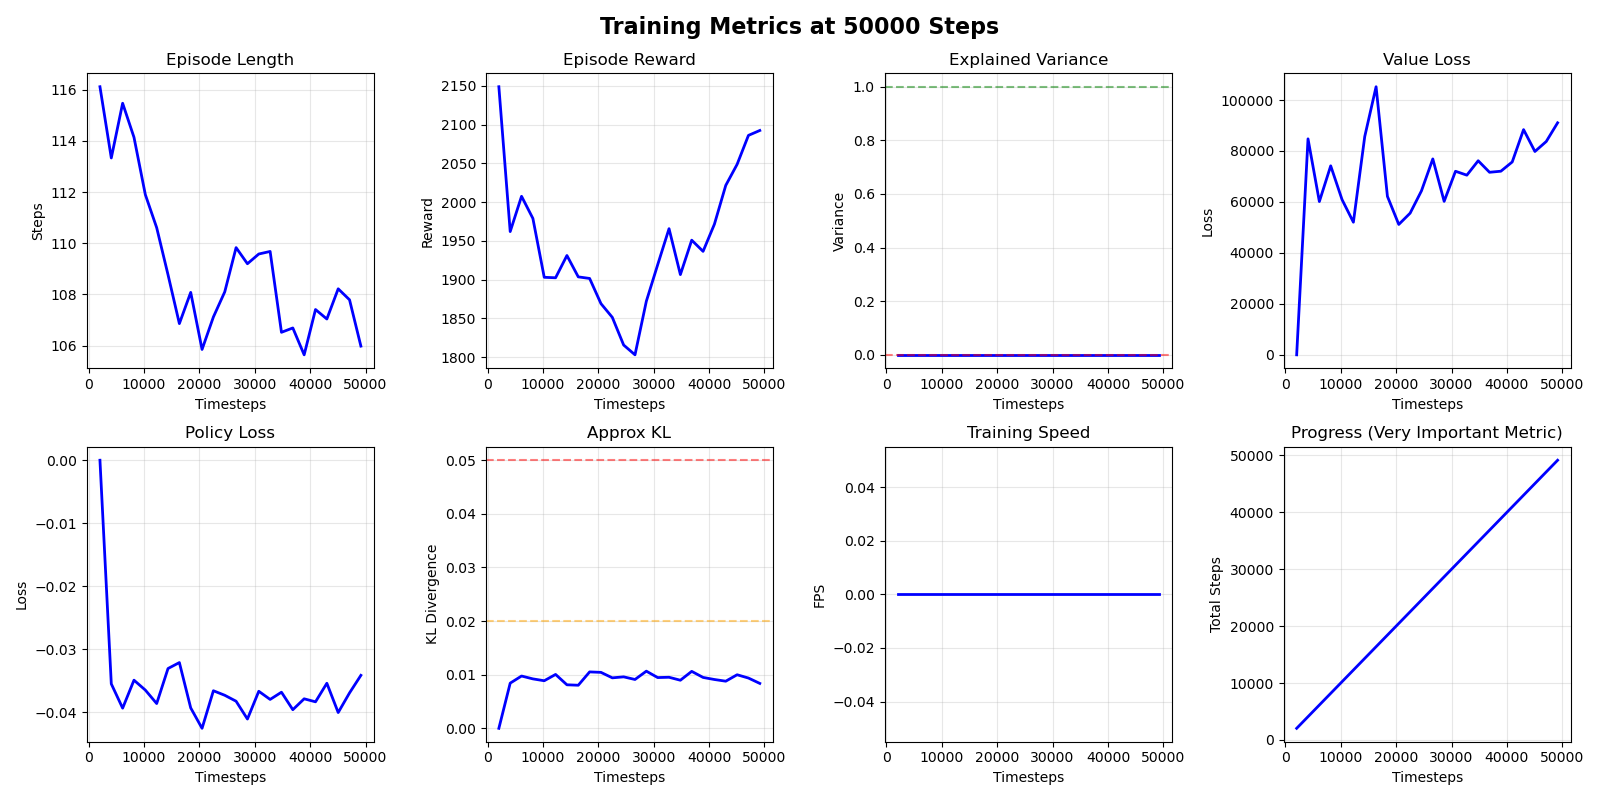 Training Metrics at 50000 Steps
Episode Length
116
114
112
110
108
106
Steps
0 10000 20000 30000 40000 50000
Timesteps
Episode Reward
2150
2100
2050
2000
1950
1900
1850
1800
Reward
0 10000 20000 30000 40000 50000
Timesteps
Explained Variance
1.0
0.8
0.6
0.4
0.2
0.0
Variance
0 10000 20000 30000 40000 50000
Timesteps
Value Loss
100000
80000
60000
40000
20000
0
Loss
0 10000 20000 30000 40000 50000
Timesteps
Policy Loss
0.00
−0.01
−0.02
−0.03
−0.04
Loss
0 10000 20000 30000 40000 50000
Timesteps
Approx KL
0.05
0.04
0.03
0.02
0.01
0.00
KL Divergence
0 10000 20000 30000 40000 50000
Timesteps
Training Speed
0.04
0.02
0.00
−0.02
−0.04
FPS
0 10000 20000 30000 40000 50000
Timesteps
Progress (Very Important Metric)
50000
40000
30000
20000
10000
0
Total Steps
0 10000 20000 30000 40000 50000
Timesteps